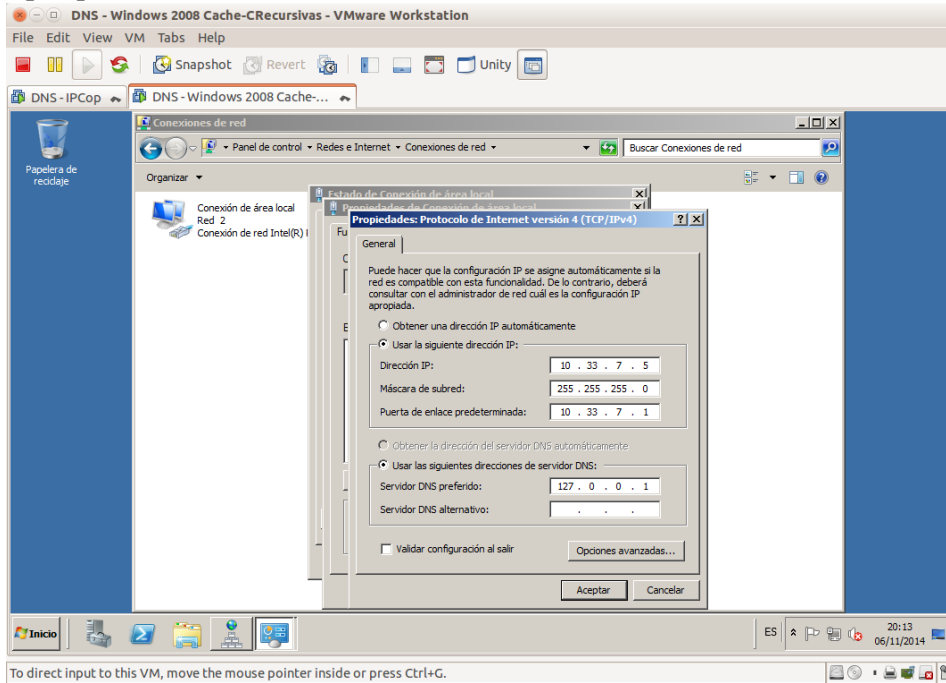 DNS - Windows 2008 Cache-CRecursivas - VMware Workstation
File Edit View VM Tabs Help
Snapshot Revert Unity
DNS - IPCop DNS - Windows 2008 Cache-...
Papelera de
reciclaje
Conexiones de red
Panel de control Redes e Internet Conexiones de red Buscar Conexiones de red
Organizar
Conexión de área local
Red 2
Conexión de red Intel(R)
Estado de Conexión de área local
Propiedades de Conexión de área local
Fu
Propiedades: Protocolo de Internet versión 4 (TCP/IPv4)
General
Puede hacer que la configuración IP se asigne automáticamente si la
red es compatible con esta funcionalidad. De lo contrario, deberá
consultar con el administrador de red cuál es la configuración IP
apropiada.
Obtener una dirección IP automáticamente
Usar la siguiente dirección IP:
Dirección IP: 10 . 33 . 7 . 5
Máscara de subred: 255 . 255 . 255 . 0
Puerta de enlace predeterminada: 10 . 33 . 7 . 1
Obtener la dirección del servidor DNS automáticamente
Usar las siguientes direcciones de servidor DNS:
Servidor DNS preferido: 127 . 0 . 0 . 1
Servidor DNS alternativo: . . .
Validar configuración al salir Opciones avanzadas...
Aceptar Cancelar
Inicio ES 20:13
06/11/2014
To direct input to this VM, move the mouse pointer inside or press Ctrl+G.